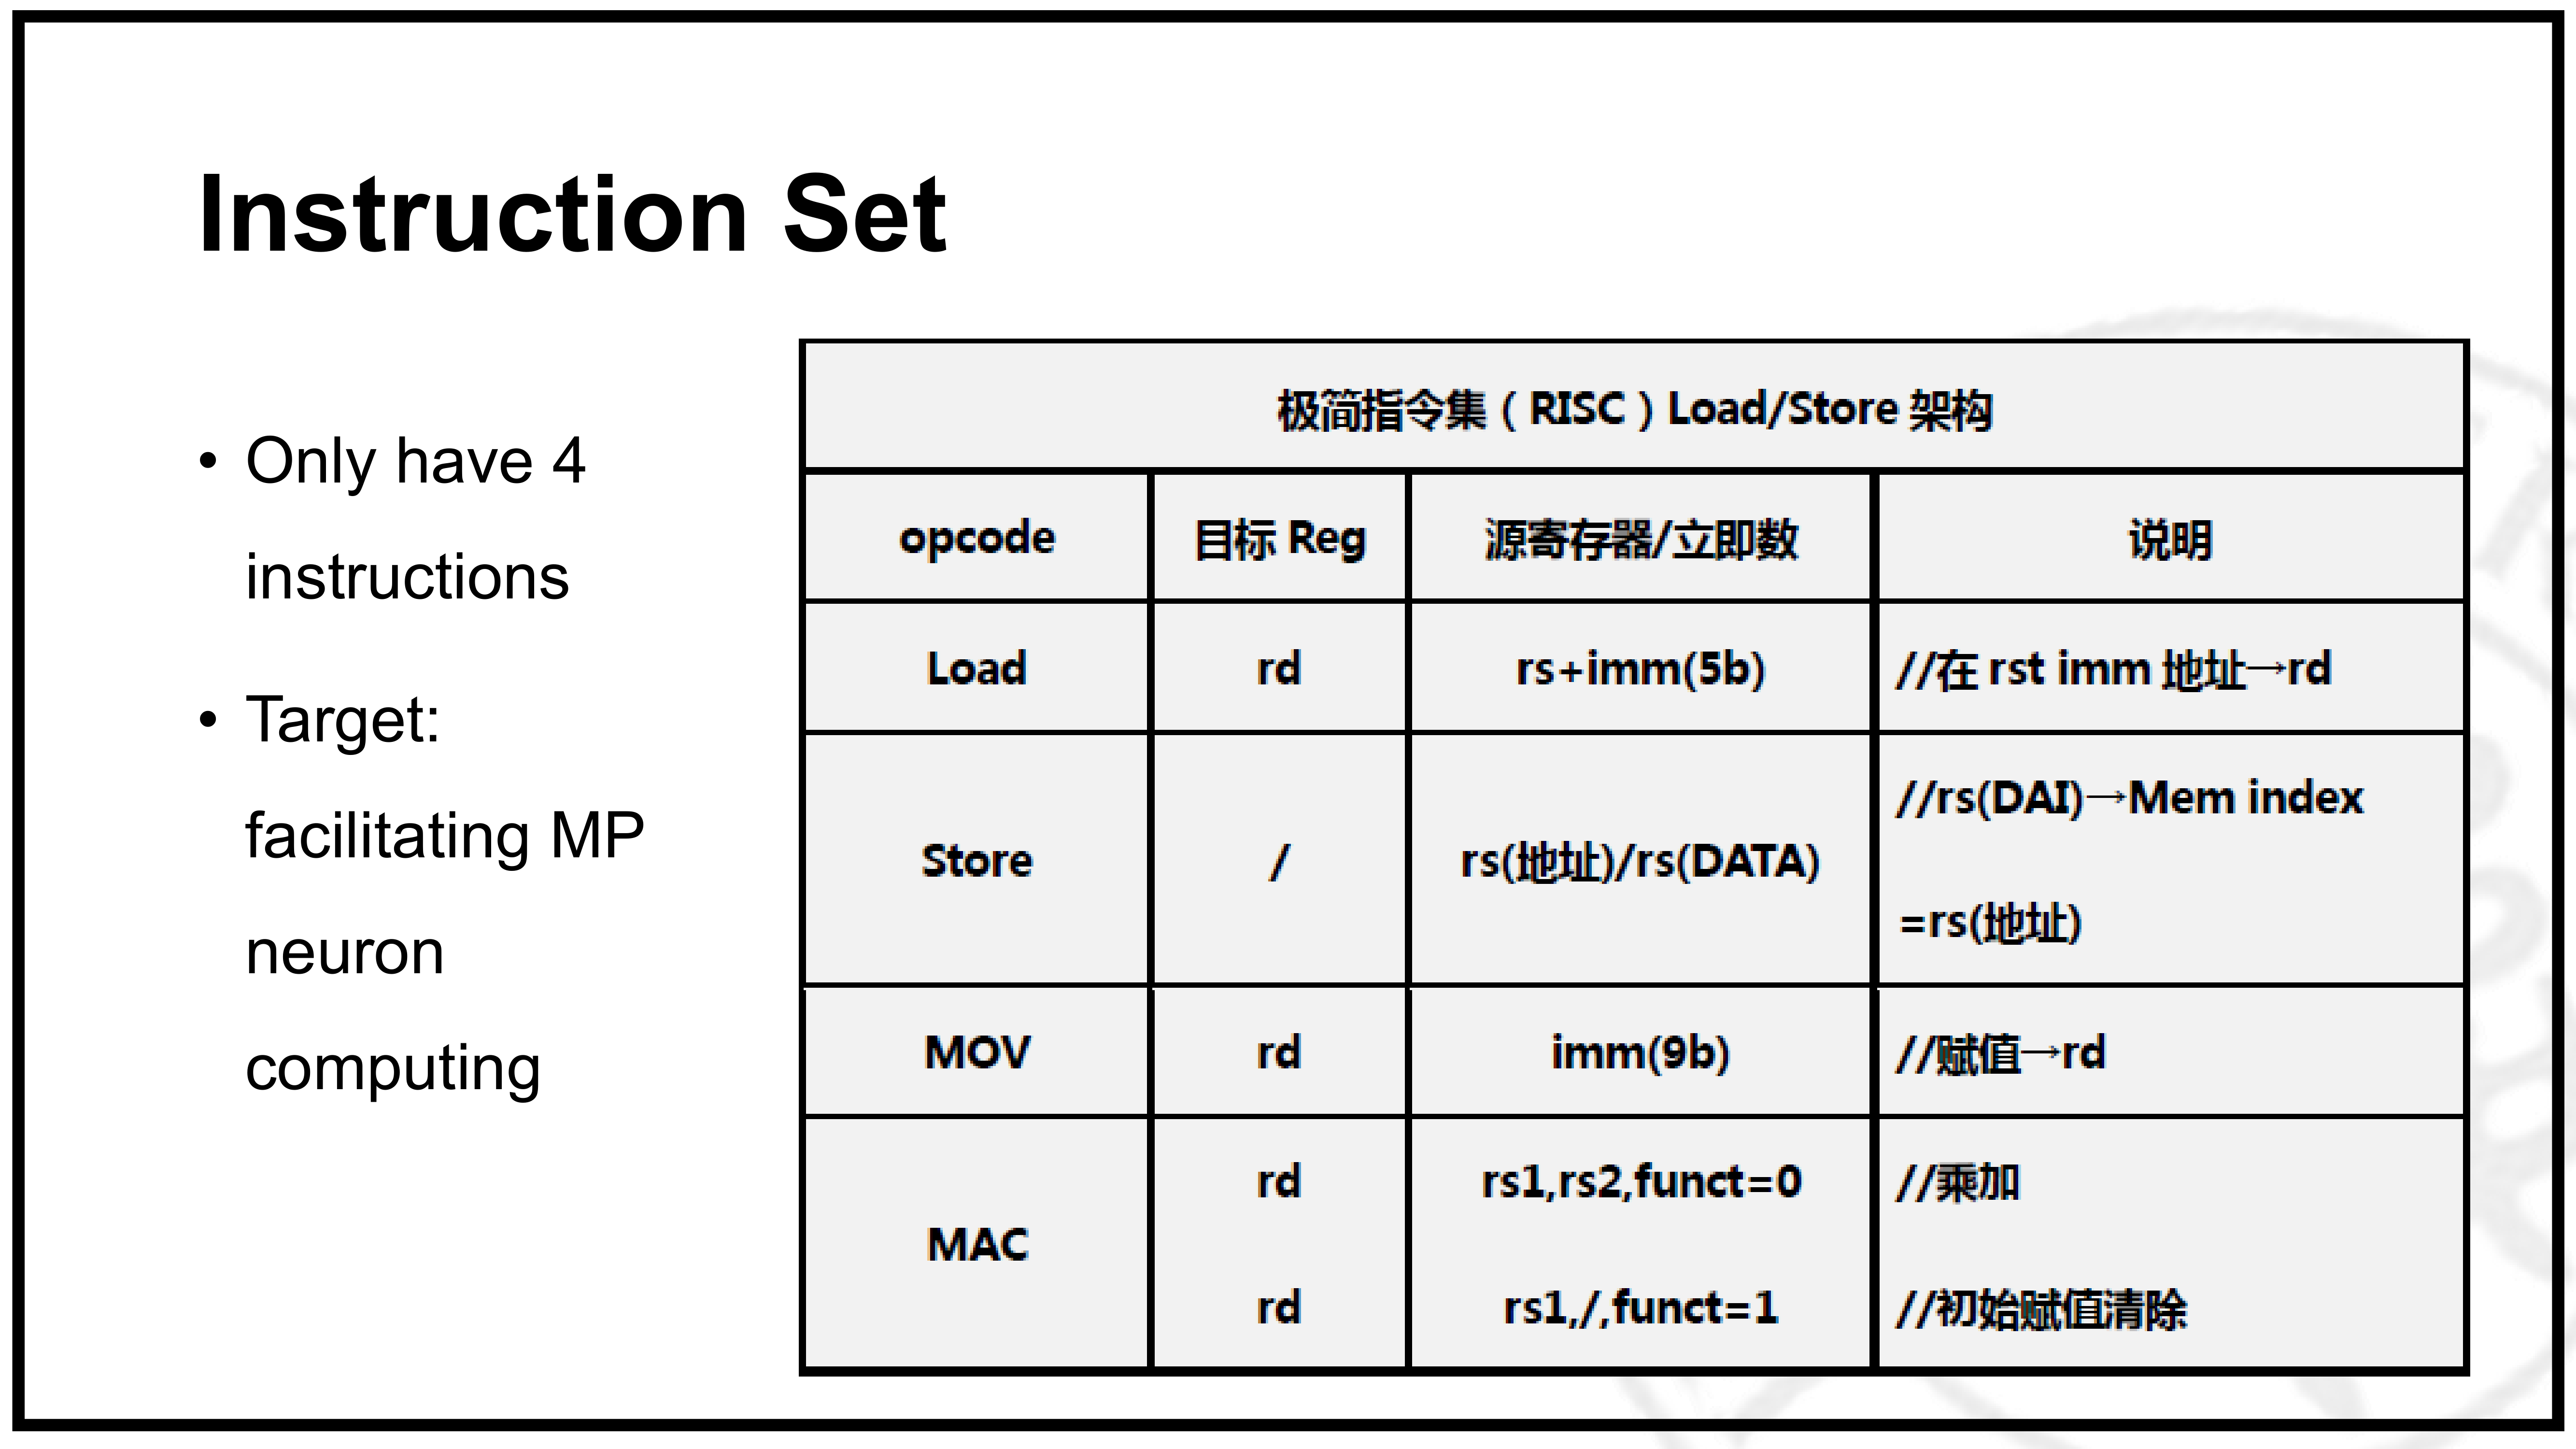 Instruction Set
• Only have 4
instructions
• Target:
facilitating MP
neuron
computing
极简指令集（RISC）Load/Store 架构
opcode 目标 Reg 源寄存器/立即数 说明
Load rd rs+imm(5b) //在 rst imm 地址→rd
Store / rs(地址)/rs(DATA) //rs(DAI)→Mem index
=rs(地址)
MOV rd imm(9b) //赋值→rd
MAC
rd rs1,rs2,funct=0 //乘加
rd rs1,/,funct=1 //初始赋值清除